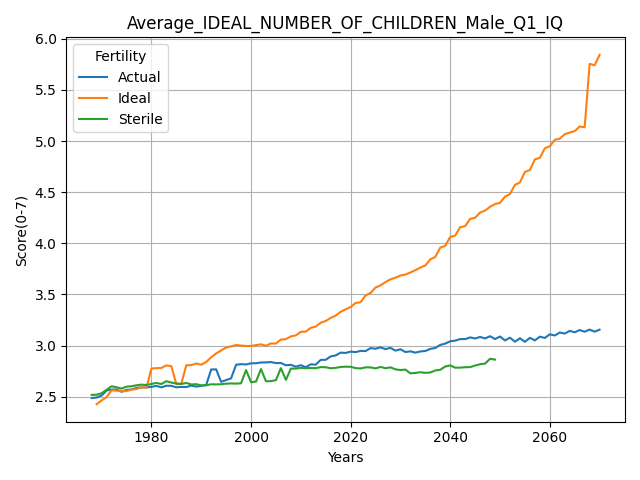 Average_IDEAL_NUMBER_OF_CHILDREN_Male_Q1_IQ
Fertility
Actual
Ideal
Sterile
Score(0-7)
6.0
5.5
5.0
4.5
4.0
3.5
3.0
2.5
1980
2000
2020
2040
2060
Years